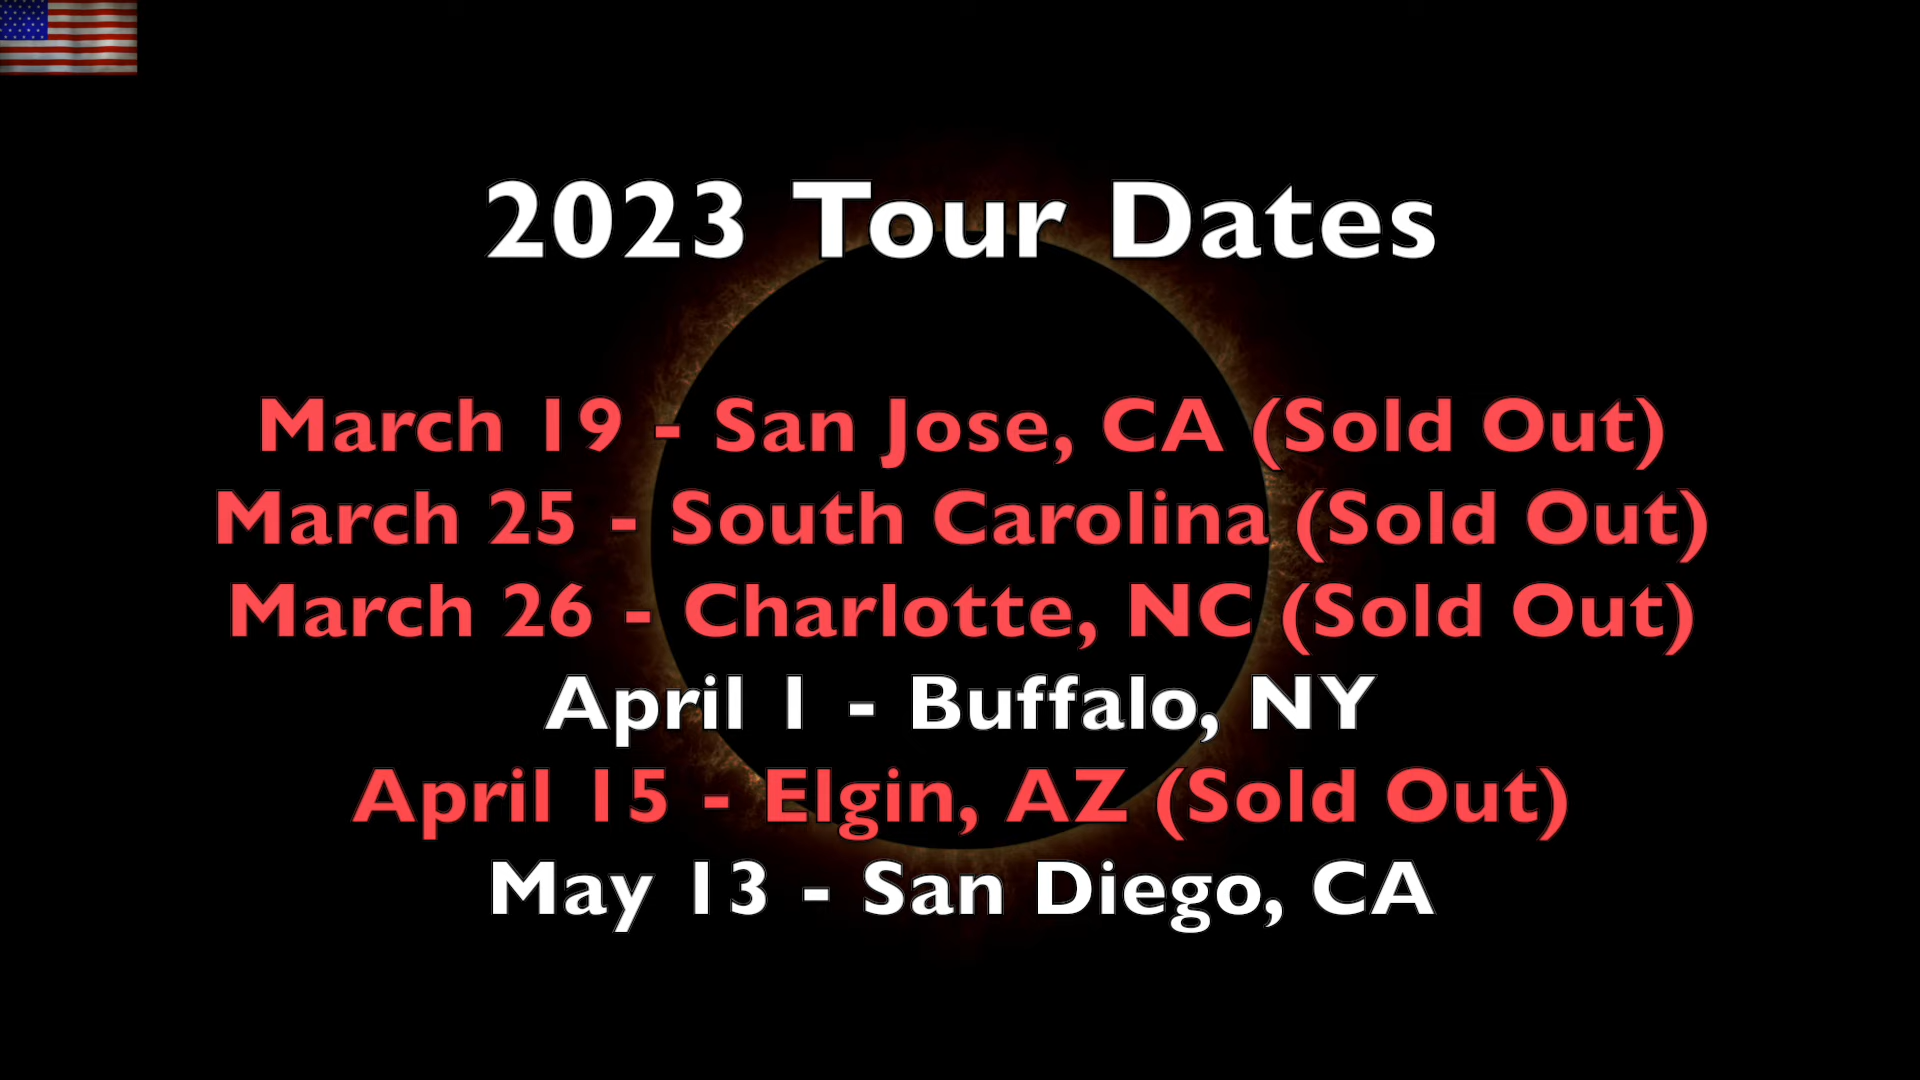 2023 Tour Dates
March 19 - San Jose, CA (Sold Out)
March 25 - South Carolina (Sold Out)
March 26 - Charlotte, NC (Sold Out)
April 1 - Buffalo, NY
April 15 - Elgin, AZ (Sold Out)
May 13 - San Diego, CA